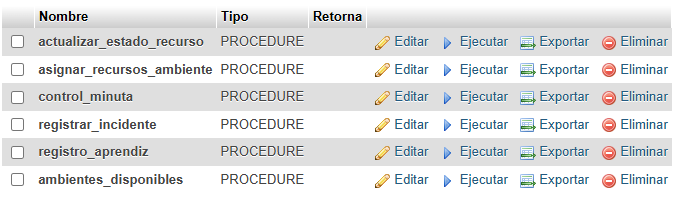 Nombre Tipo Retorna
actualizar_estado_recurso PROCEDURE Editar Ejecutar Exportar Eliminar
asignar_recursos_ambiente PROCEDURE Editar Ejecutar Exportar Eliminar
control_minuta PROCEDURE Editar Ejecutar Exportar Eliminar
registrar_incidente PROCEDURE Editar Ejecutar Exportar Eliminar
registro_aprendiz PROCEDURE Editar Ejecutar Exportar Eliminar
ambientes_disponibles PROCEDURE Editar Ejecutar Exportar Eliminar